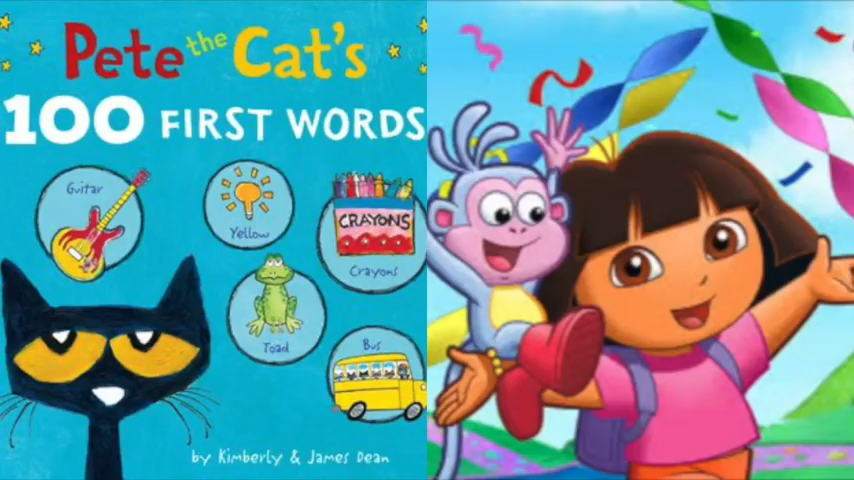 Pete the Cat's
100 FIRST WORDS
Guitar
Yellow
CRAYONS
Crayons
Toad
Bus
by Kimberly & James Dean